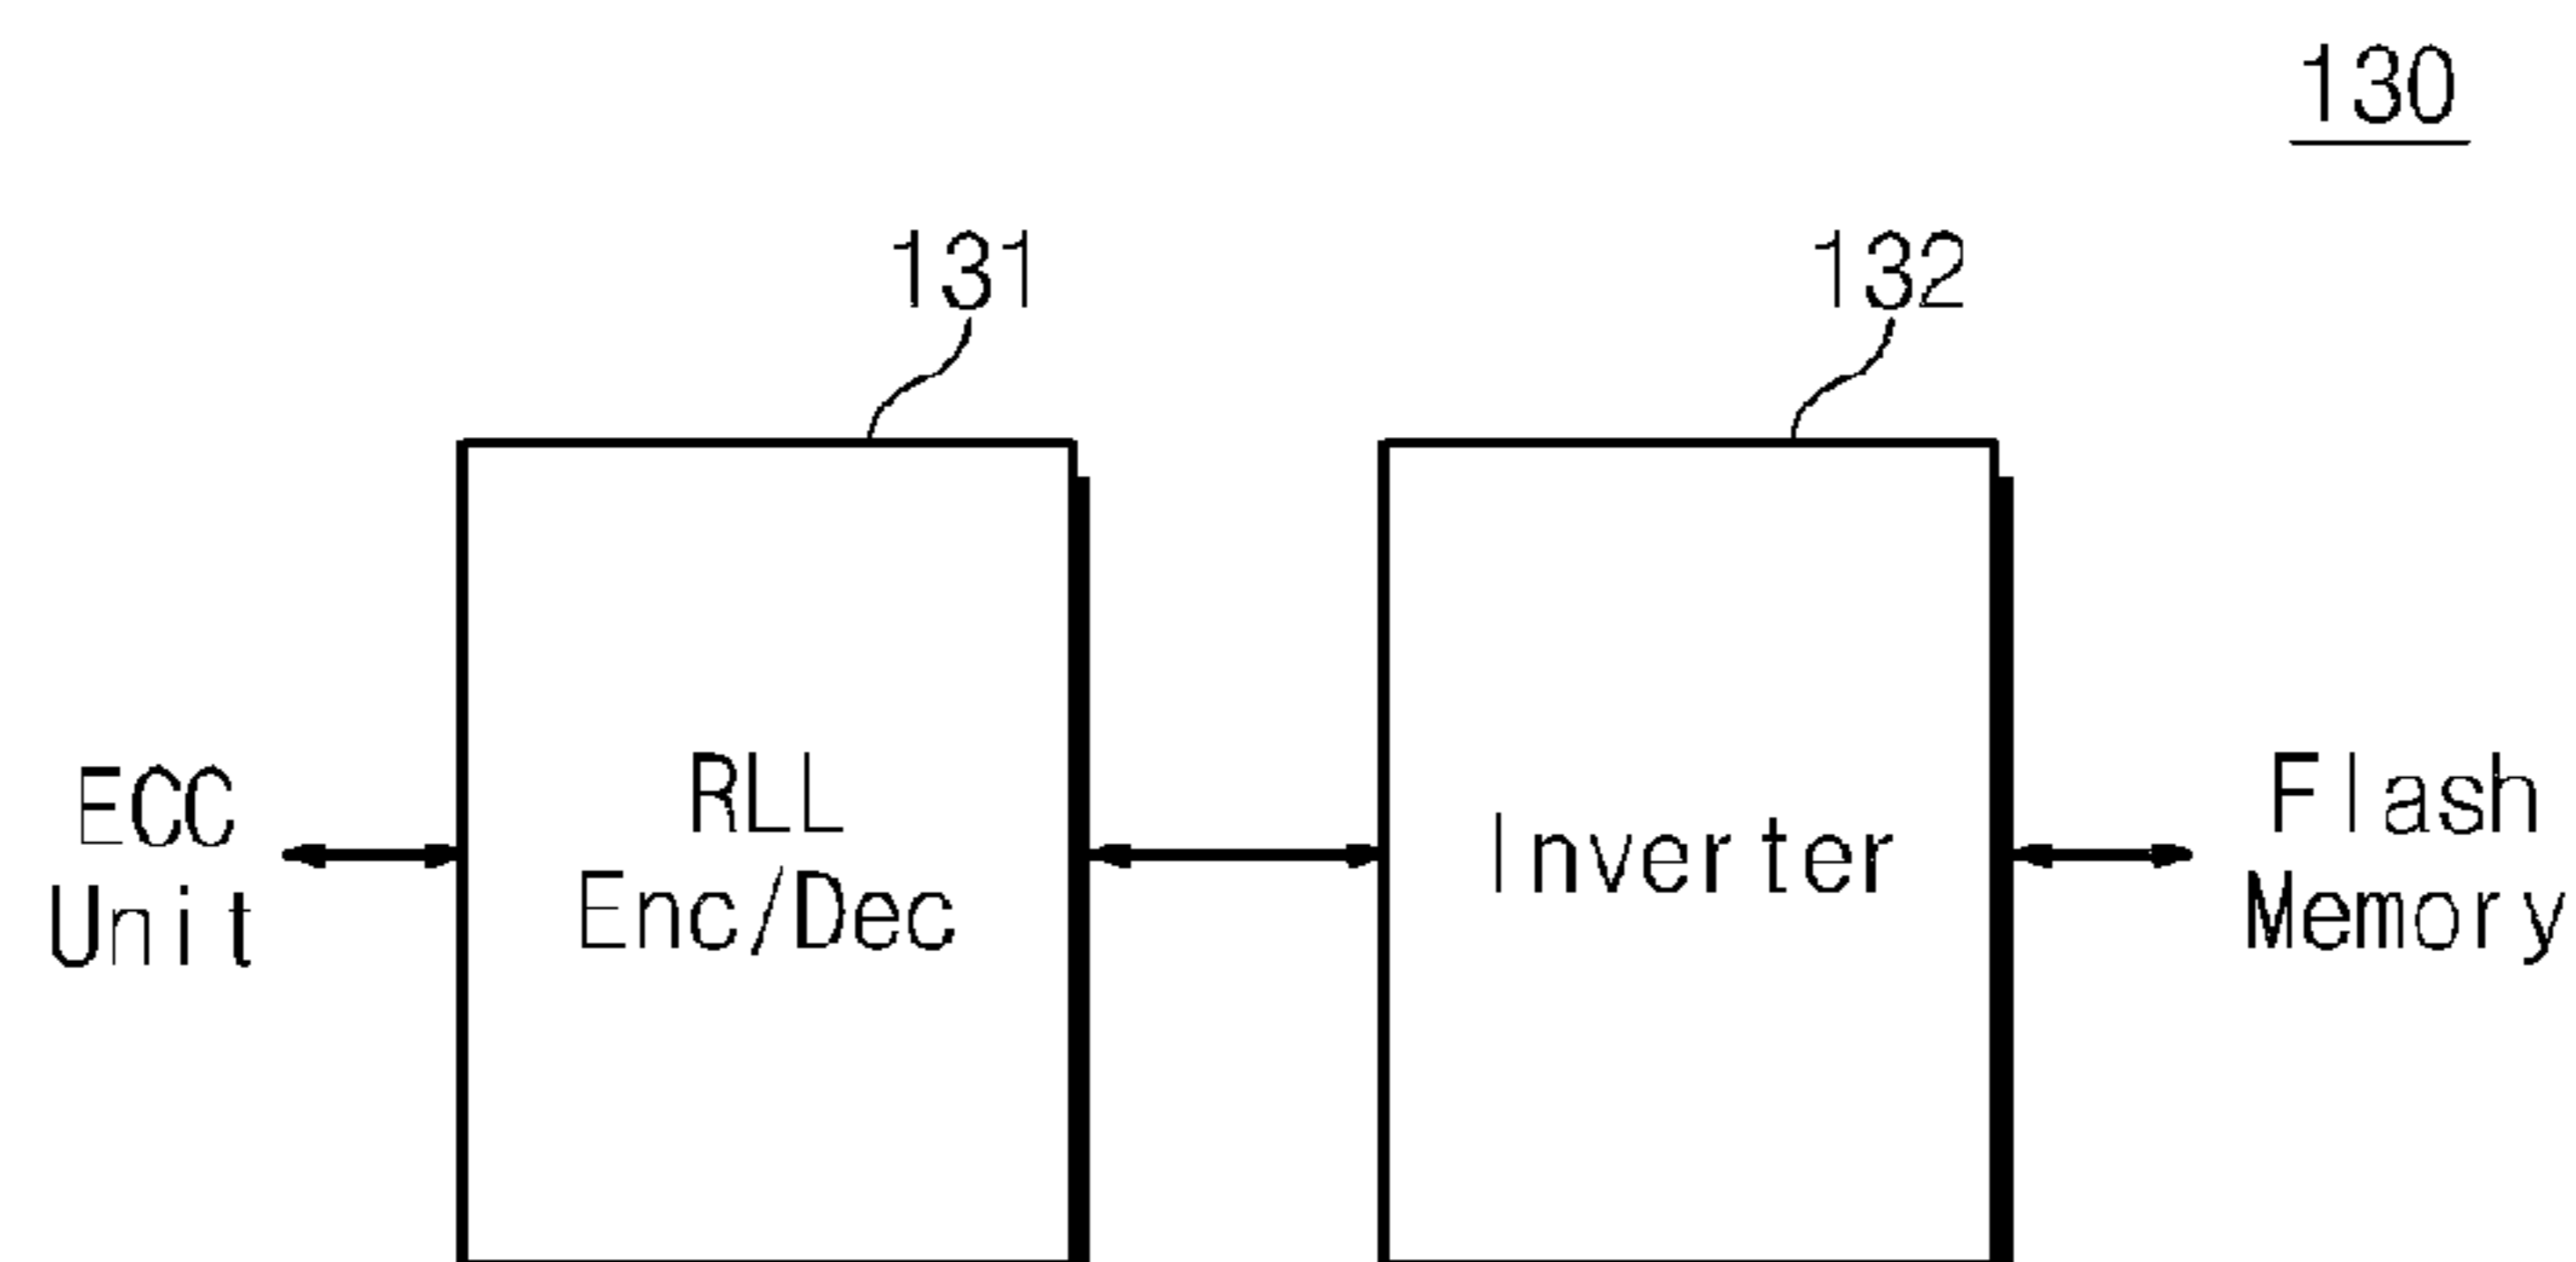 130
131
132
ECC
Unit
RLL
Enc/Dec
Inverter
Flash
Memory